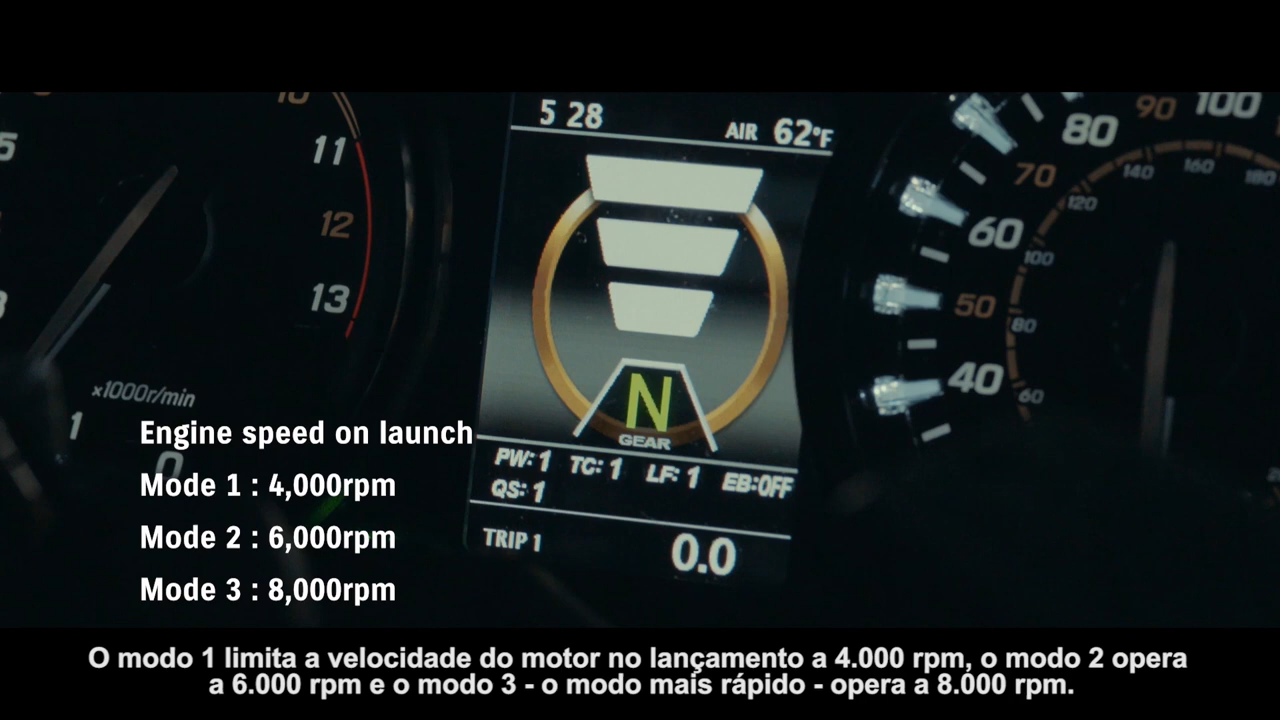 5 28
AIR 62°F
10
11
12
13
x1000r/min
1
0
GEAR
N
PW:1 TC: 1 LF: 1 EB:OFF
QS: 1
TRIP 1 0.0
90 100
80
70
60
50
40
180
160
140
120
100
80
60
Engine speed on launch
Mode 1 : 4,000rpm
Mode 2 : 6,000rpm
Mode 3 : 8,000rpm
O modo 1 limita a velocidade do motor no lançamento a 4.000 rpm, o modo 2 opera
a 6.000 rpm e o modo 3 - o modo mais rápido - opera a 8.000 rpm.